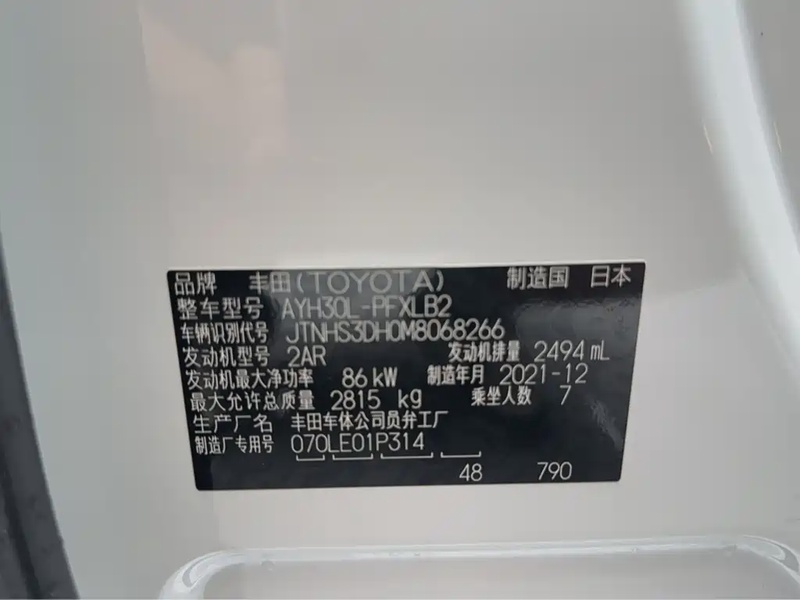 品牌 丰田(TOYOTA) 制造国 日本
整车型号 AYH30L-PFXLB2
车辆识别代号 JTNHS3DH0M8068266
发动机型号 2AR 发动机排量 2494 mL
发动机最大净功率 86 kW 制造年月 2021-12
最大允许总质量 2815 kg 乘坐人数 7
生产厂名 丰田车体公司员弁工厂
制造厂专用号 070LE01P314
48 790